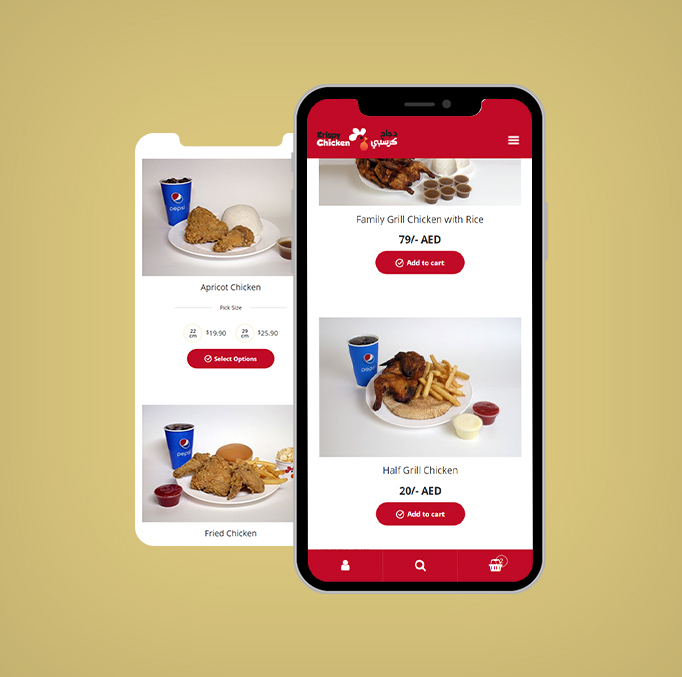 pepsi
Apricot Chicken
Pick Size
22
cm
$19.90
29
cm
$25.90
Select Options
pepsi
Fried Chicken
Krispy
Chicken
دجاج
كرسبي
Family Grill Chicken with Rice
79/- AED
Add to cart
pepsi
Half Grill Chicken
20/- AED
Add to cart